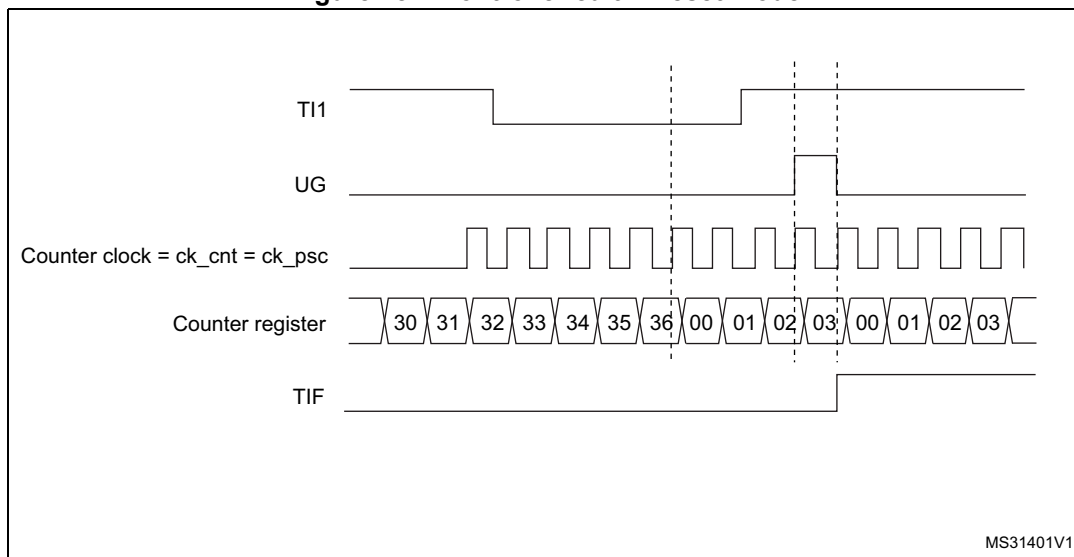 TI1
UG
Counter clock = ck_cnt = ck_psc
Counter register 30 31 32 33 34 35 36 00 01 02 03 00 01 02 03
TIF
MS31401V1